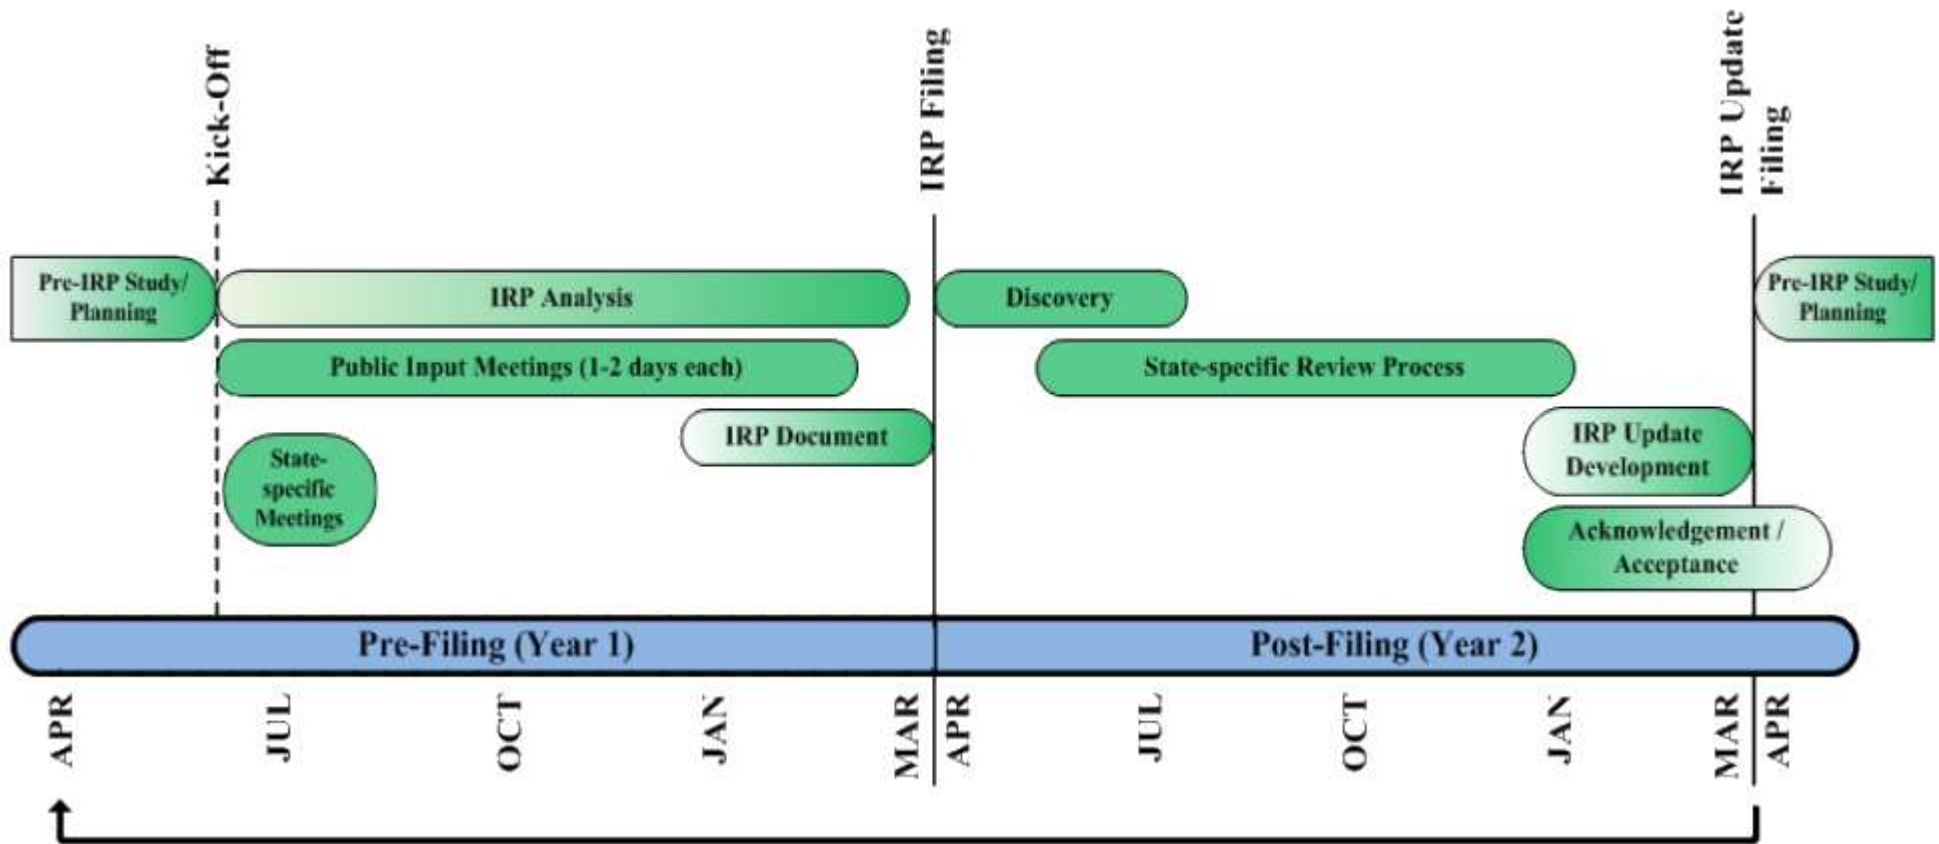 Kick-Off
IRP Filing
IRP Update
Filing
Pre-IRP Study/
Planning
IRP Analysis
Discovery
Pre-IRP Study/
Planning
Public Input Meetings (1-2 days each)
State-specific Review Process
IRP Document
IRP Update
Development
State-
specific
Meetings
Acknowledgement /
Acceptance
Pre-Filing (Year 1)
Post-Filing (Year 2)
APR
JUL
OCT
JAN
MAR
APR
JUL
OCT
JAN
MAR
APR